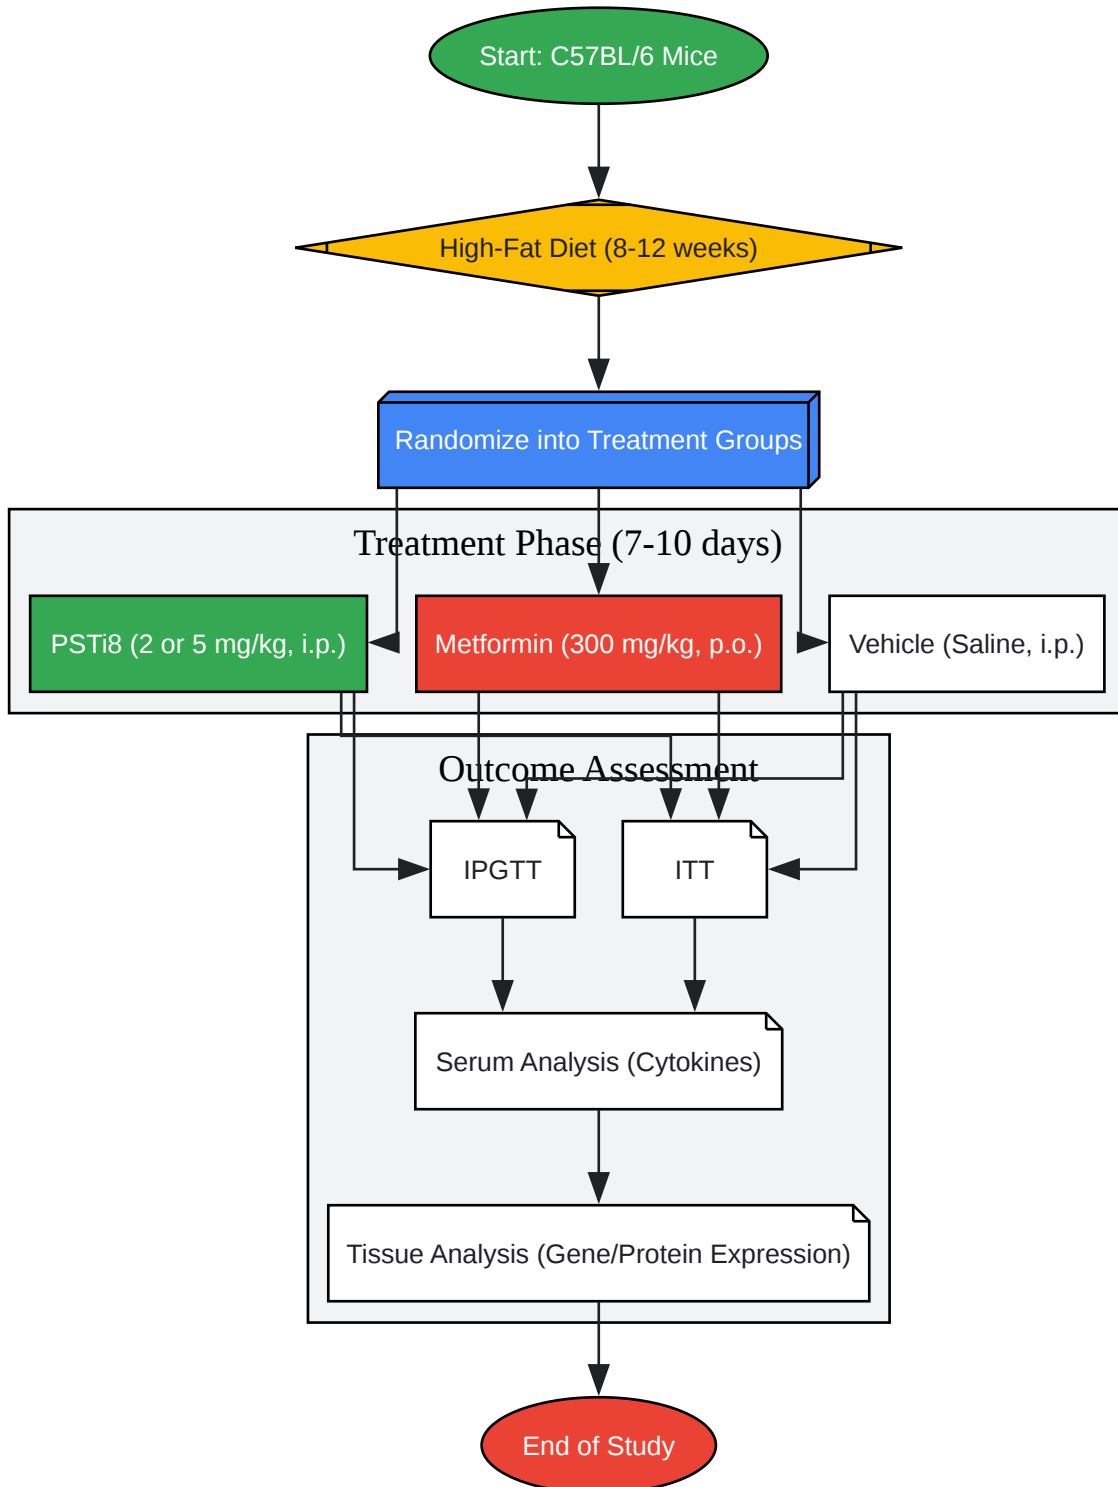 Start: C57BL/6 Mice
High-Fat Diet (8-12 weeks)
Randomize into Treatment Groups
Treatment Phase (7-10 days)
PSTi8 (2 or 5 mg/kg, i.p.)
Metformin (300 mg/kg, p.o.)
Vehicle (Saline, i.p.)
Outcome Assessment
IPGTT
ITT
Serum Analysis (Cytokines)
Tissue Analysis (Gene/Protein Expression)
End of Study